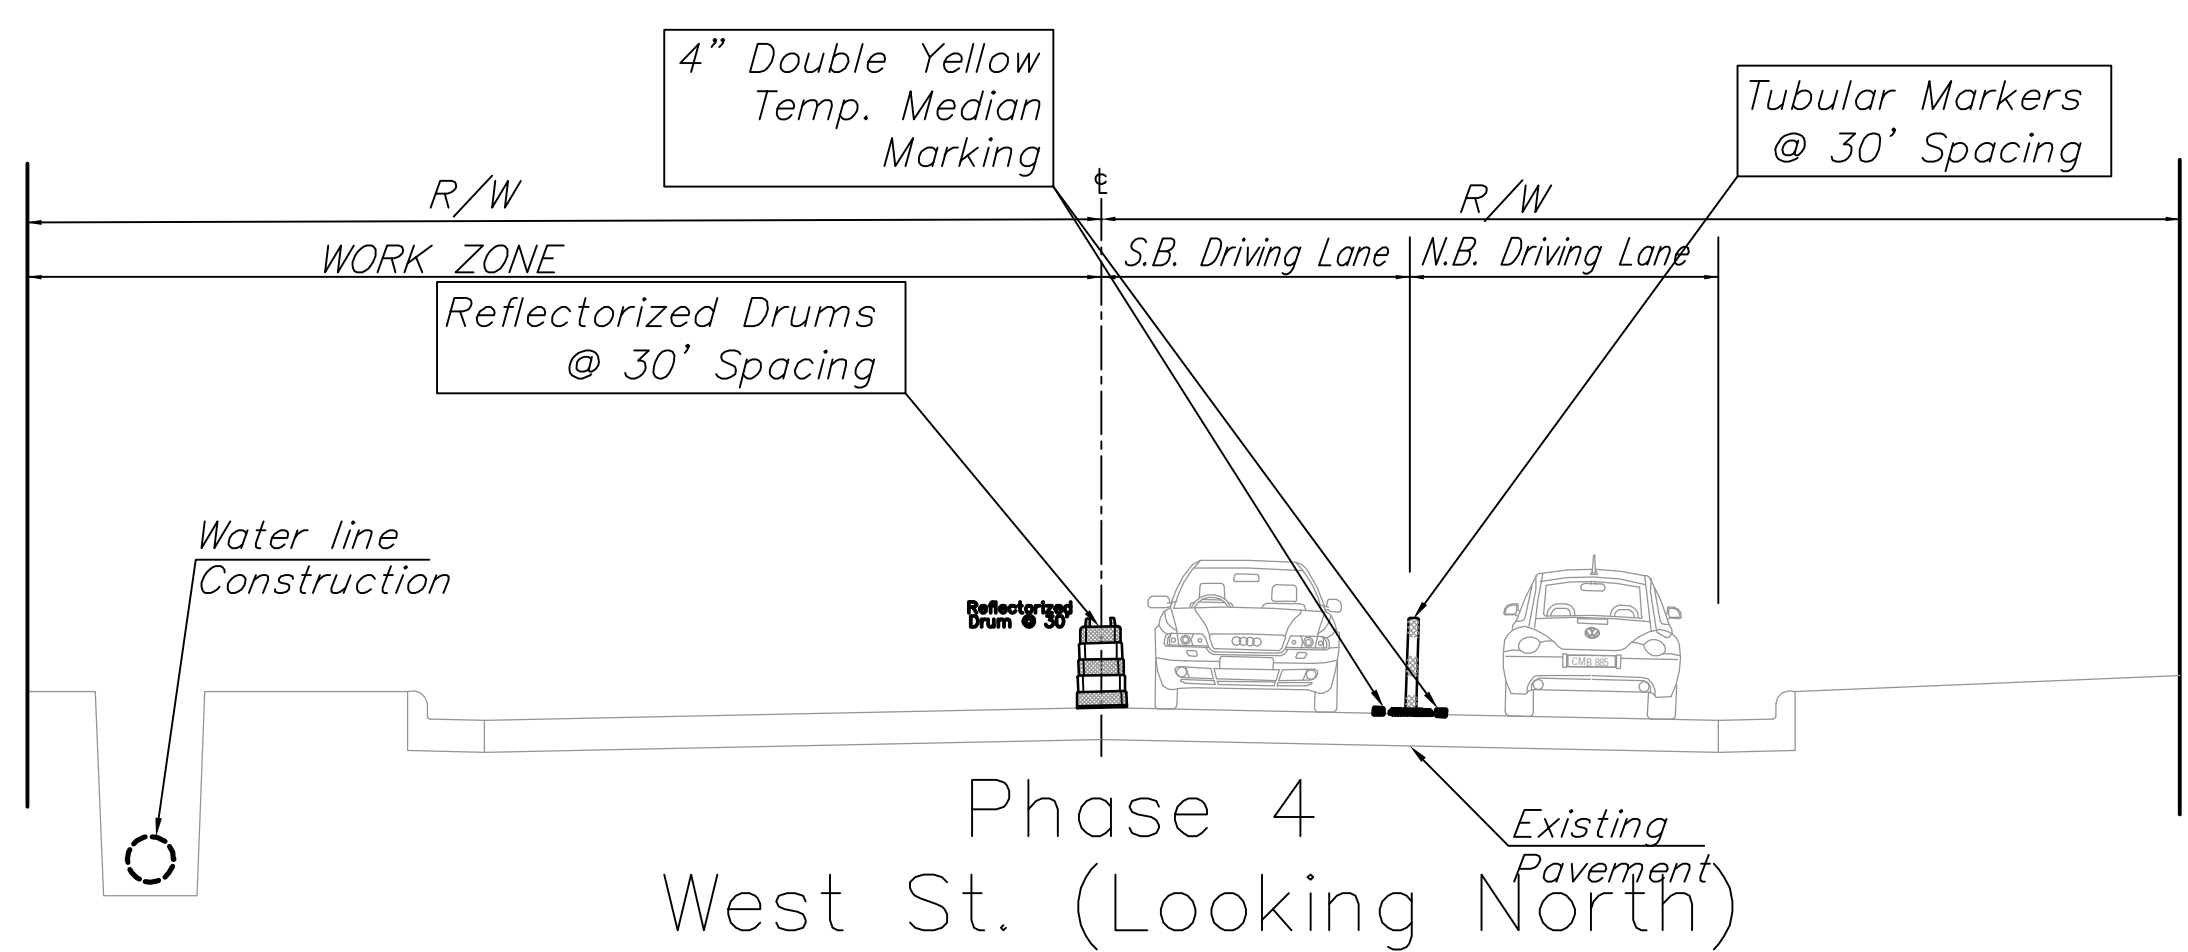 4” Double Yellow
Temp. Median
Marking
Tubular Markers
@ 30’ Spacing
℄
R/W
R/W
WORK ZONE
S.B. Driving Lane
N.B. Driving Lane
Reflectorized Drums
@ 30’ Spacing
Water line
Construction
Reflectorized
Drum @ 30’
CMB 885
Phase 4
Existing
Pavement
West St. (Looking North)